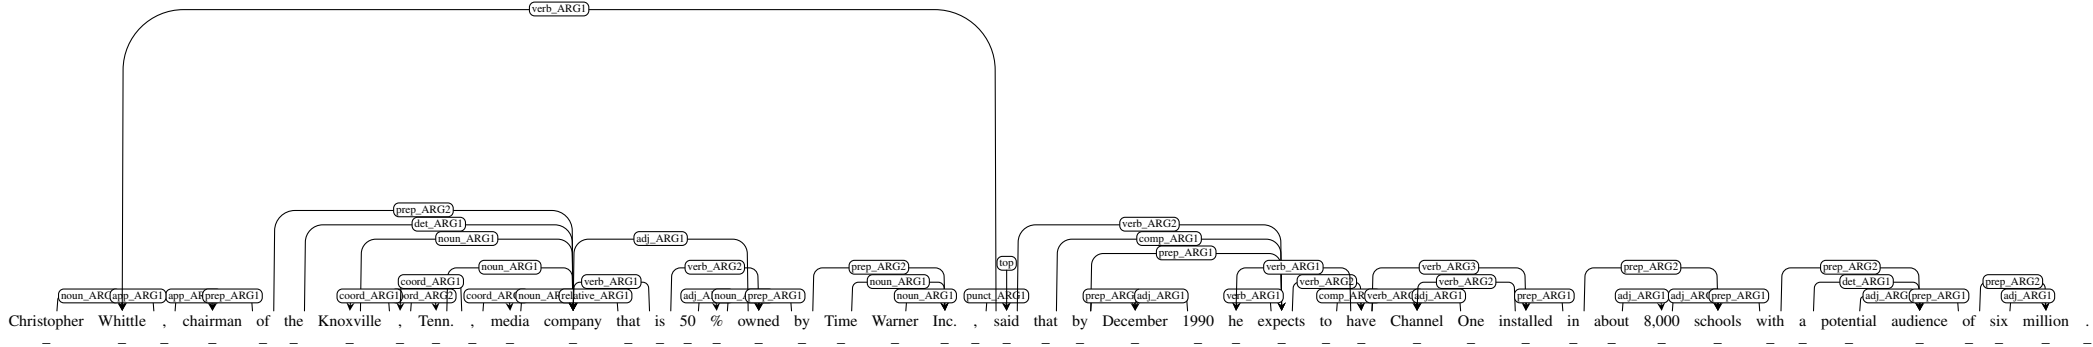 verb_ARG1
prep_ARG2
det_ARG1
noun_ARG1 adj_ARG1 verb_ARG2
comp_ARG1
prep_ARG1
top
noun_ARG1 verb_ARG2 prep_ARG2 verb_ARG1 verb_ARG3 prep_ARG2 prep_ARG2
coord_ARG1 verb_ARG1 noun_ARG1 verb_ARG2 verb_ARG2 det_ARG1 prep_ARG2
app_ARG1 prep_ARG1 coord_ARG1 relative_ARG1 prep_ARG1 noun_ARG1 punct_ARG1 adj_ARG1 verb_ARG1 adj_ARG1 prep_ARG1 adj_ARG1 prep_ARG1 prep_ARG1 adj_ARG1
Christopher Whittle , chairman of the Knoxville , Tenn. , media company that is 50 % owned by Time Warner Inc. , said that by December 1990 he expects to have Channel One installed in about 8,000 schools with a potential audience of six million .